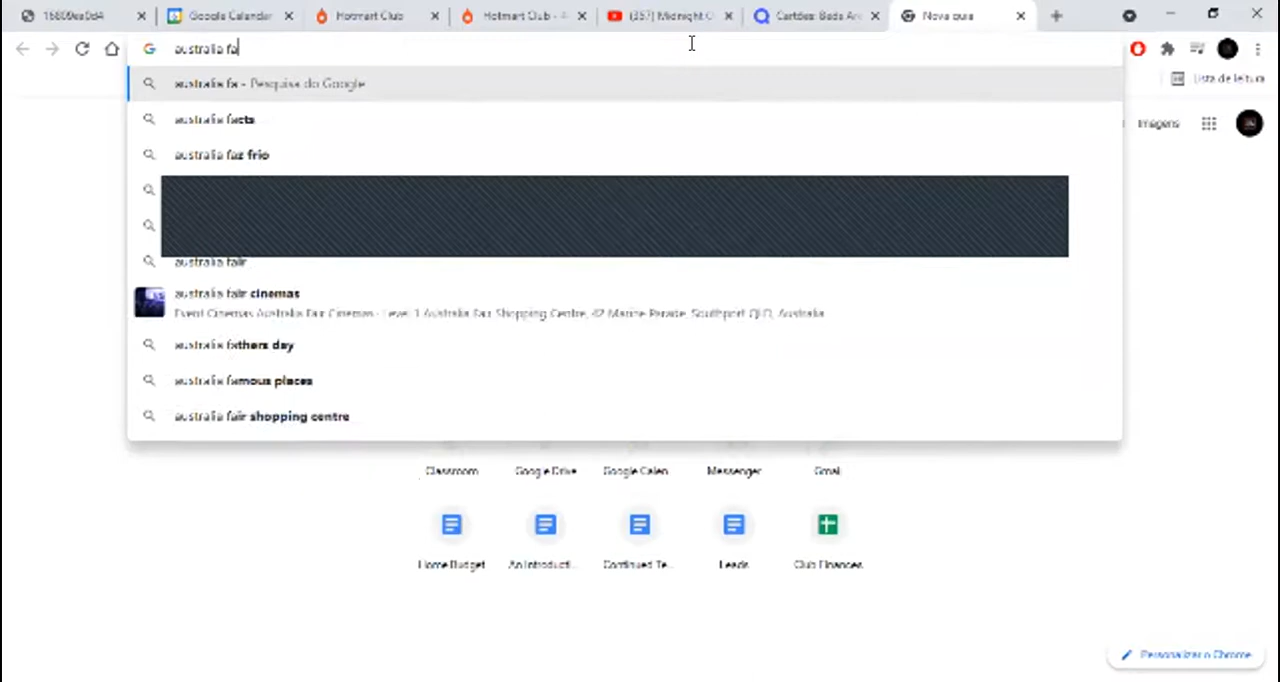 16809ea0d4
Google Calendar
Hotmart Club
Hotmart Club - A
(357) Midnight C
Cartões: Beds Are
Nova guia
australia fa
Lista de leitura
australia fa - Pesquisa do Google
australia facts
Imagens
australia faz frio
australia fair
australia fair cinemas
Event Cinemas Australia Fair Cinemas - Level 1 Australia Fair Shopping Centre, 42 Marine Parade, Southport QLD, Australia
australia fathers day
australia famous places
australia fair shopping centre
Classroom
Google Drive
Google Calen
Messenger
Gmail
Home Budget
An Introducti...
Continued Te...
Leads
Club Finances
Personalizar o Chrome